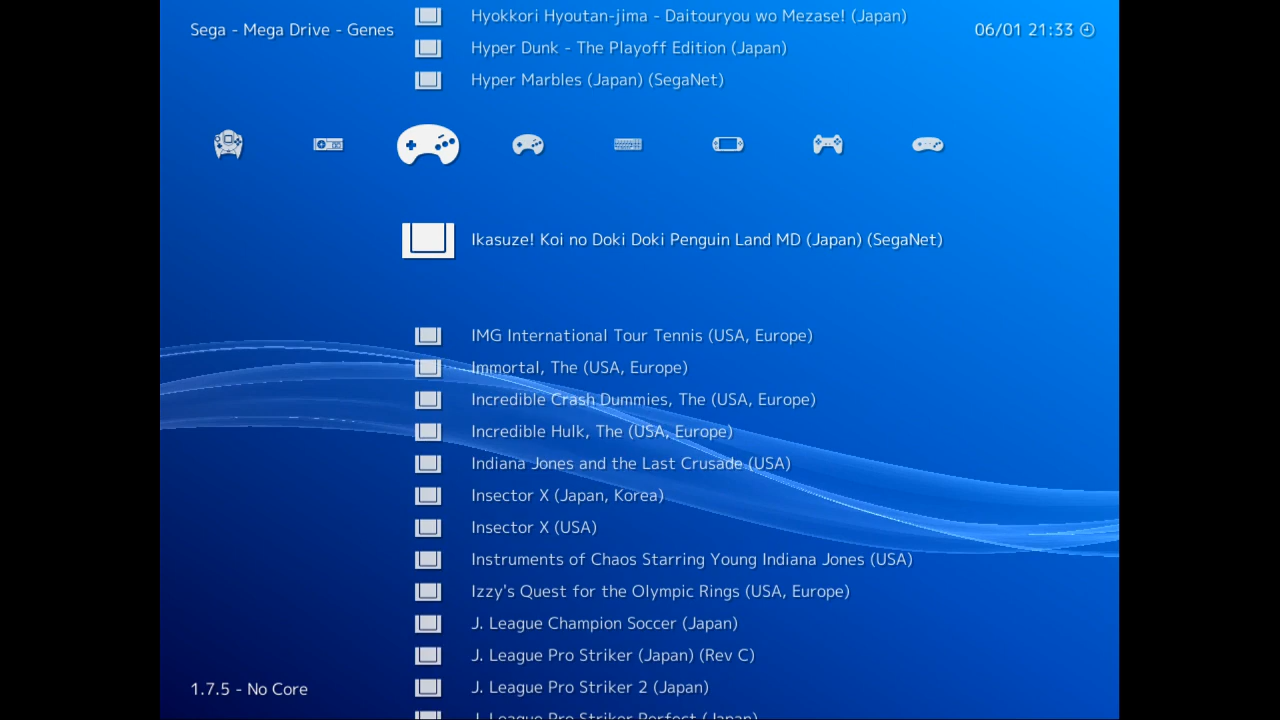 Hyokkori Hyoutan-jima - Daitouryou wo Mezase! (Japan)
Sega - Mega Drive - Genes
06/01 21:33
Hyper Dunk - The Playoff Edition (Japan)
Hyper Marbles (Japan) (SegaNet)
Ikasuze! Koi no Doki Doki Penguin Land MD (Japan) (SegaNet)
IMG International Tour Tennis (USA, Europe)
Immortal, The (USA, Europe)
Incredible Crash Dummies, The (USA, Europe)
Incredible Hulk, The (USA, Europe)
Indiana Jones and the Last Crusade (USA)
Insector X (Japan, Korea)
Insector X (USA)
Instruments of Chaos Starring Young Indiana Jones (USA)
Izzy's Quest for the Olympic Rings (USA, Europe)
J. League Champion Soccer (Japan)
J. League Pro Striker (Japan) (Rev C)
J. League Pro Striker 2 (Japan)
1.7.5 - No Core
J. League Pro Striker Perfect (Japan)